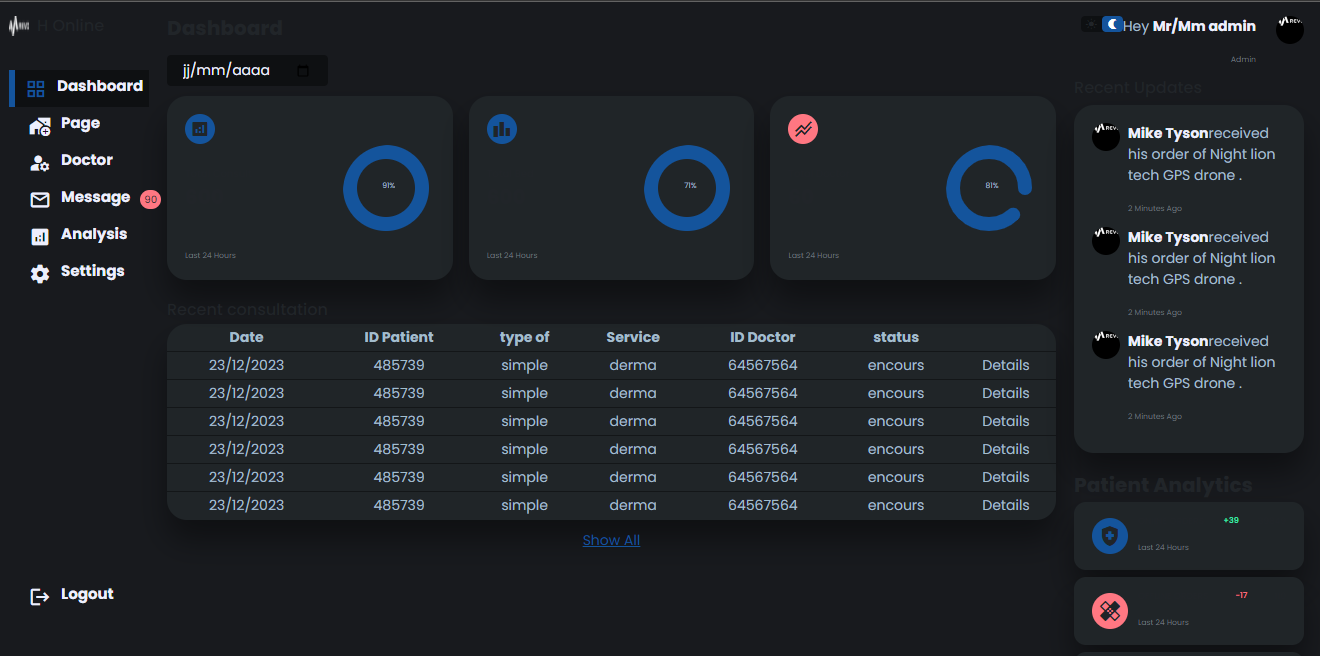 H Online
Dashboard
Page
Doctor
Message 90
Analysis
Settings
Logout
Dashboard
jj/mm/aaaa
91%
Last 24 Hours
71%
Last 24 Hours
81%
Last 24 Hours
Recent consultation
Date ID Patient type of Service ID Doctor status
23/12/2023 485739 simple derma 64567564 encours Details
23/12/2023 485739 simple derma 64567564 encours Details
23/12/2023 485739 simple derma 64567564 encours Details
23/12/2023 485739 simple derma 64567564 encours Details
23/12/2023 485739 simple derma 64567564 encours Details
23/12/2023 485739 simple derma 64567564 encours Details
Show All
Hey Mr/Mm admin
Admin
Recent Updates
Mike Tysonreceived
his order of Night lion
tech GPS drone .
2 Minutes Ago
Mike Tysonreceived
his order of Night lion
tech GPS drone .
2 Minutes Ago
Mike Tysonreceived
his order of Night lion
tech GPS drone .
2 Minutes Ago
Patient Analytics
+39
Last 24 Hours
-17
Last 24 Hours